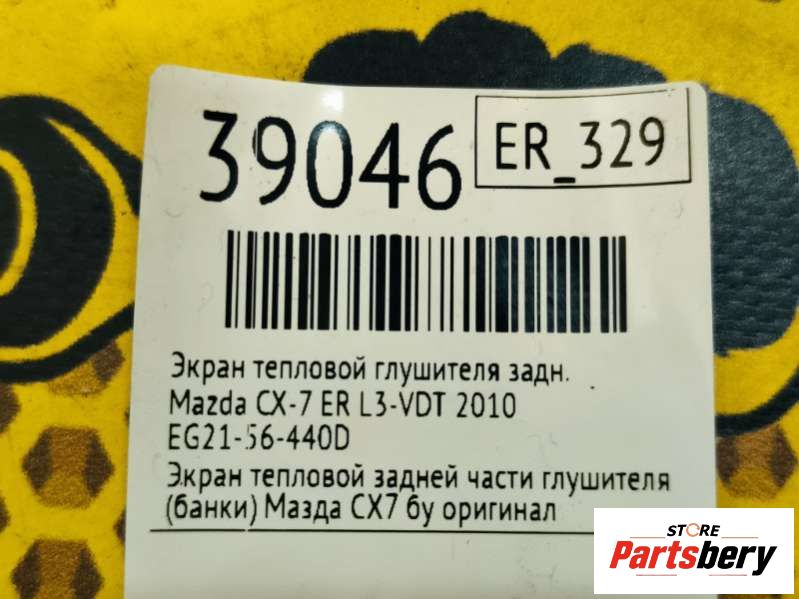 39046
ER_329
Экран тепловой глушителя задн.
Mazda CX-7 ER L3-VDT 2010
EG21-56-440D
Экран тепловой задней части глушителя
(банки) Мазда СХ7 бу оригинал
STORE
Partsbery